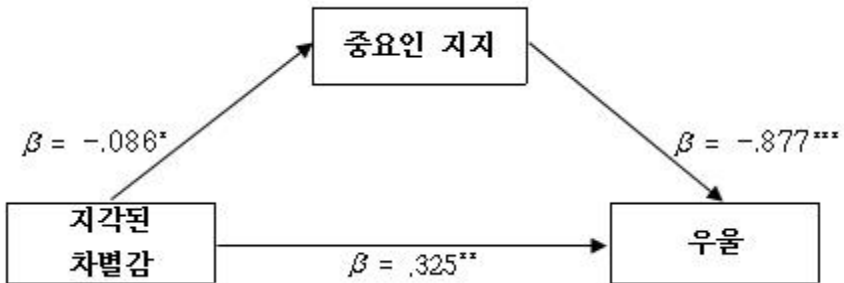 중요인 지지
β = -.086*
β = -.877***
지각된
차별감
우울
β = .325**